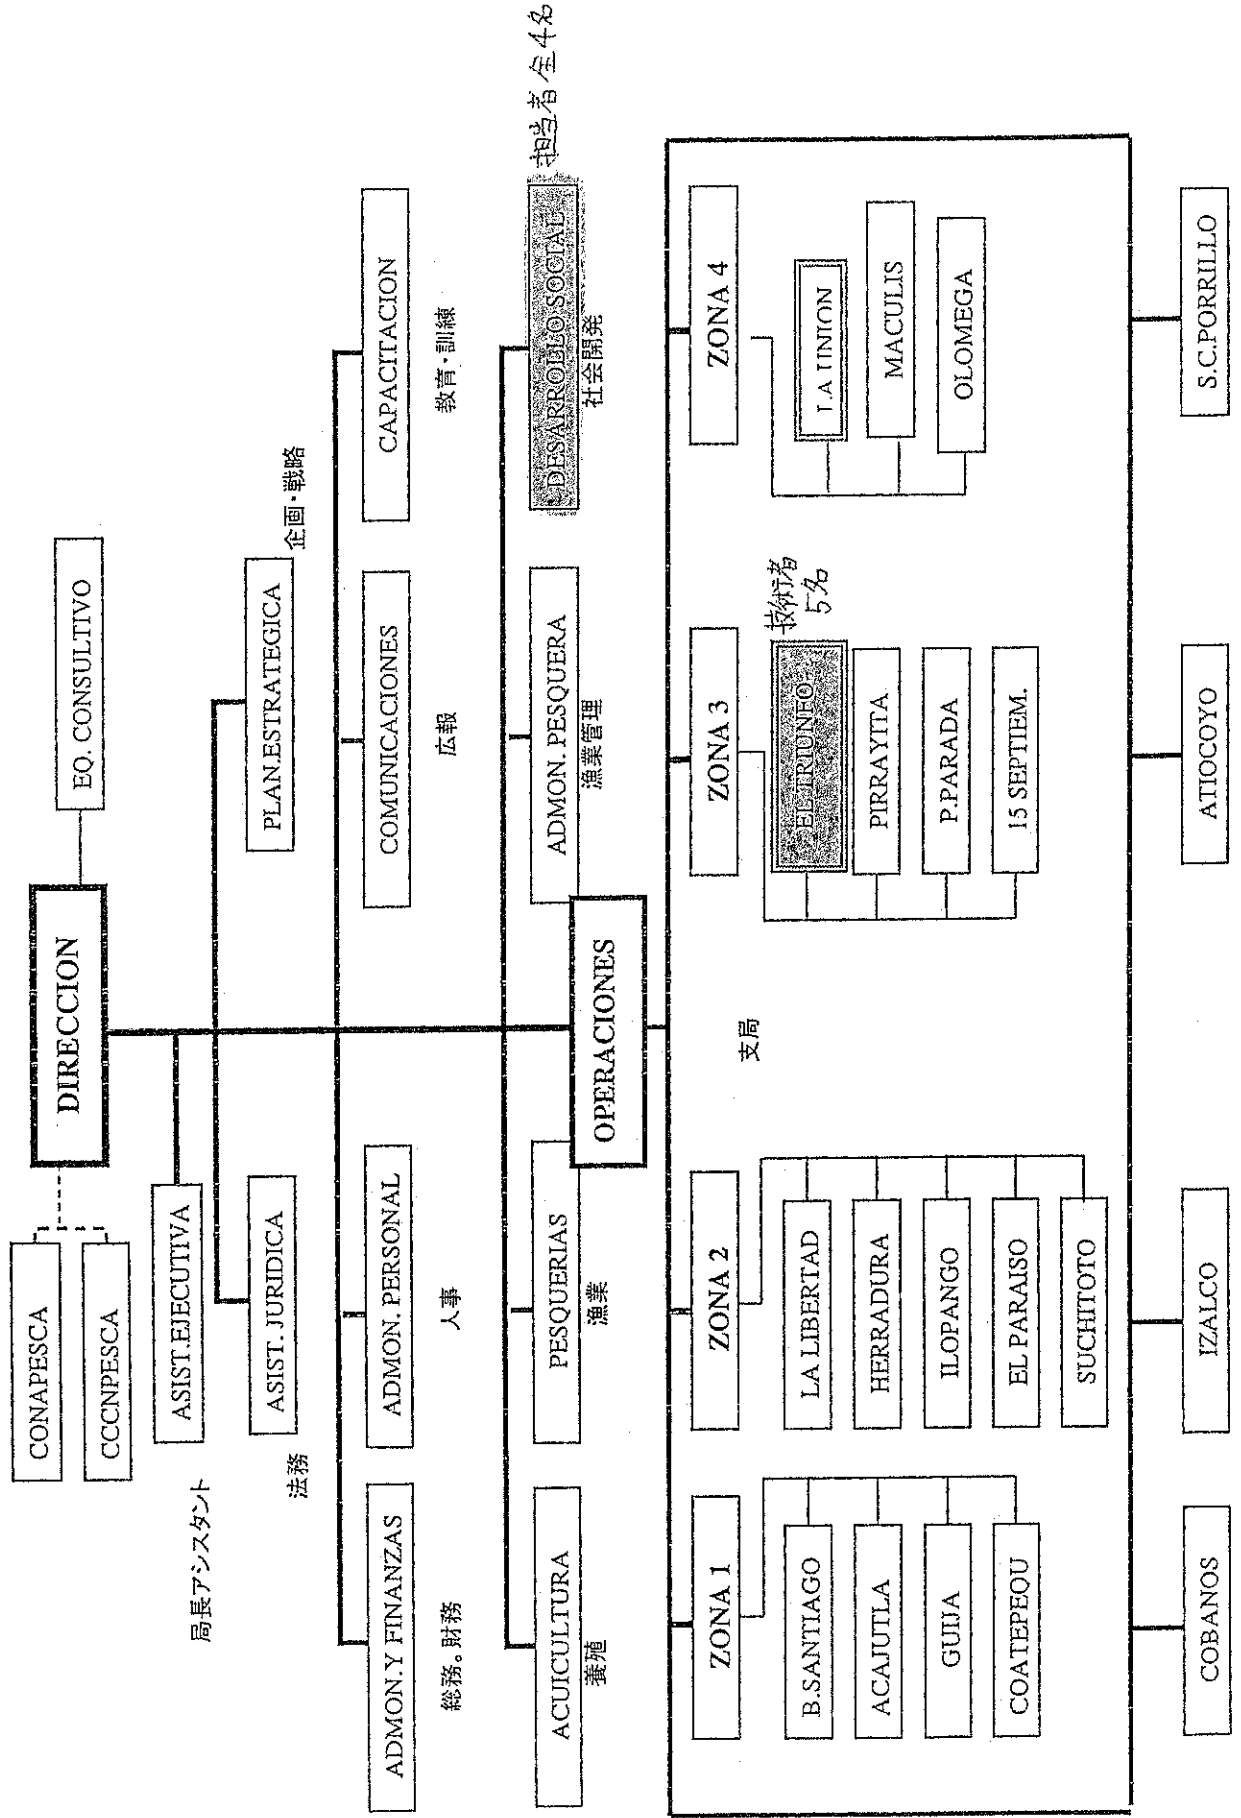 DIRECCION
EQ. CONSULTIVO
CONAPESCA
CCCNPESCA
ASIST.EJECUTIVA
局長アシスタント
ASIST. JURIDICA
法務
PLAN.ESTRATEGICA
企画・戦略
ADMON.Y FINANZAS
総務。財務
ADMON. PERSONAL
人事
COMUNICACIONES
広報
CAPACITACION
教育・訓練
ACUICULTURA
養殖
PESQUERIAS
漁業
ADMON. PESQUERA
漁業管理
DESARROLLO SOCIAL
社会開発
担当者全4名
OPERACIONES
支局
ZONA 1
B.SANTIAGO
ACAJUTLA
GUIJA
COATEPEQU
ZONA 2
LA LIBERTAD
HERRADURA
ILOPANGO
EL PARAISO
SUCHITOTO
ZONA 3
技術者
5名
EL TRIUNFO
PIRRAYITA
P.PARADA
15 SEPTIEM.
ZONA 4
LA UNION
MACULIS
OLOMEGA
COBANOS
IZALCO
ATIOCOYO
S.C.PORRILLO